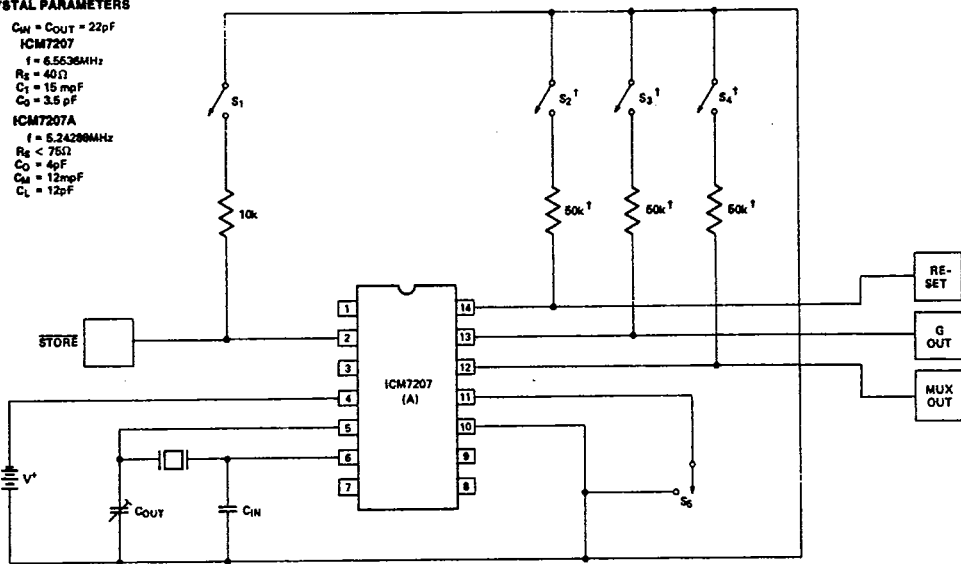 YSTAL PARAMETERS
CIN = COUT = 22pF
ICM7207
f = 6.5536MHz
RS = 40Ω
C1 = 15 mpF
C0 = 3.5 pF
ICM7207A
f = 5.24288MHz
RS < 75Ω
CO = 4pF
CM = 12mpF
CL = 12pF
S1
S2†
S3†
S4†
10k
50k†
50k†
50k†
RE-
SET
G
OUT
MUX
OUT
STORE
ICM7207
(A)
1
2
3
4
5
6
7
14
13
12
11
10
9
8
V+
COUT
CIN
S5